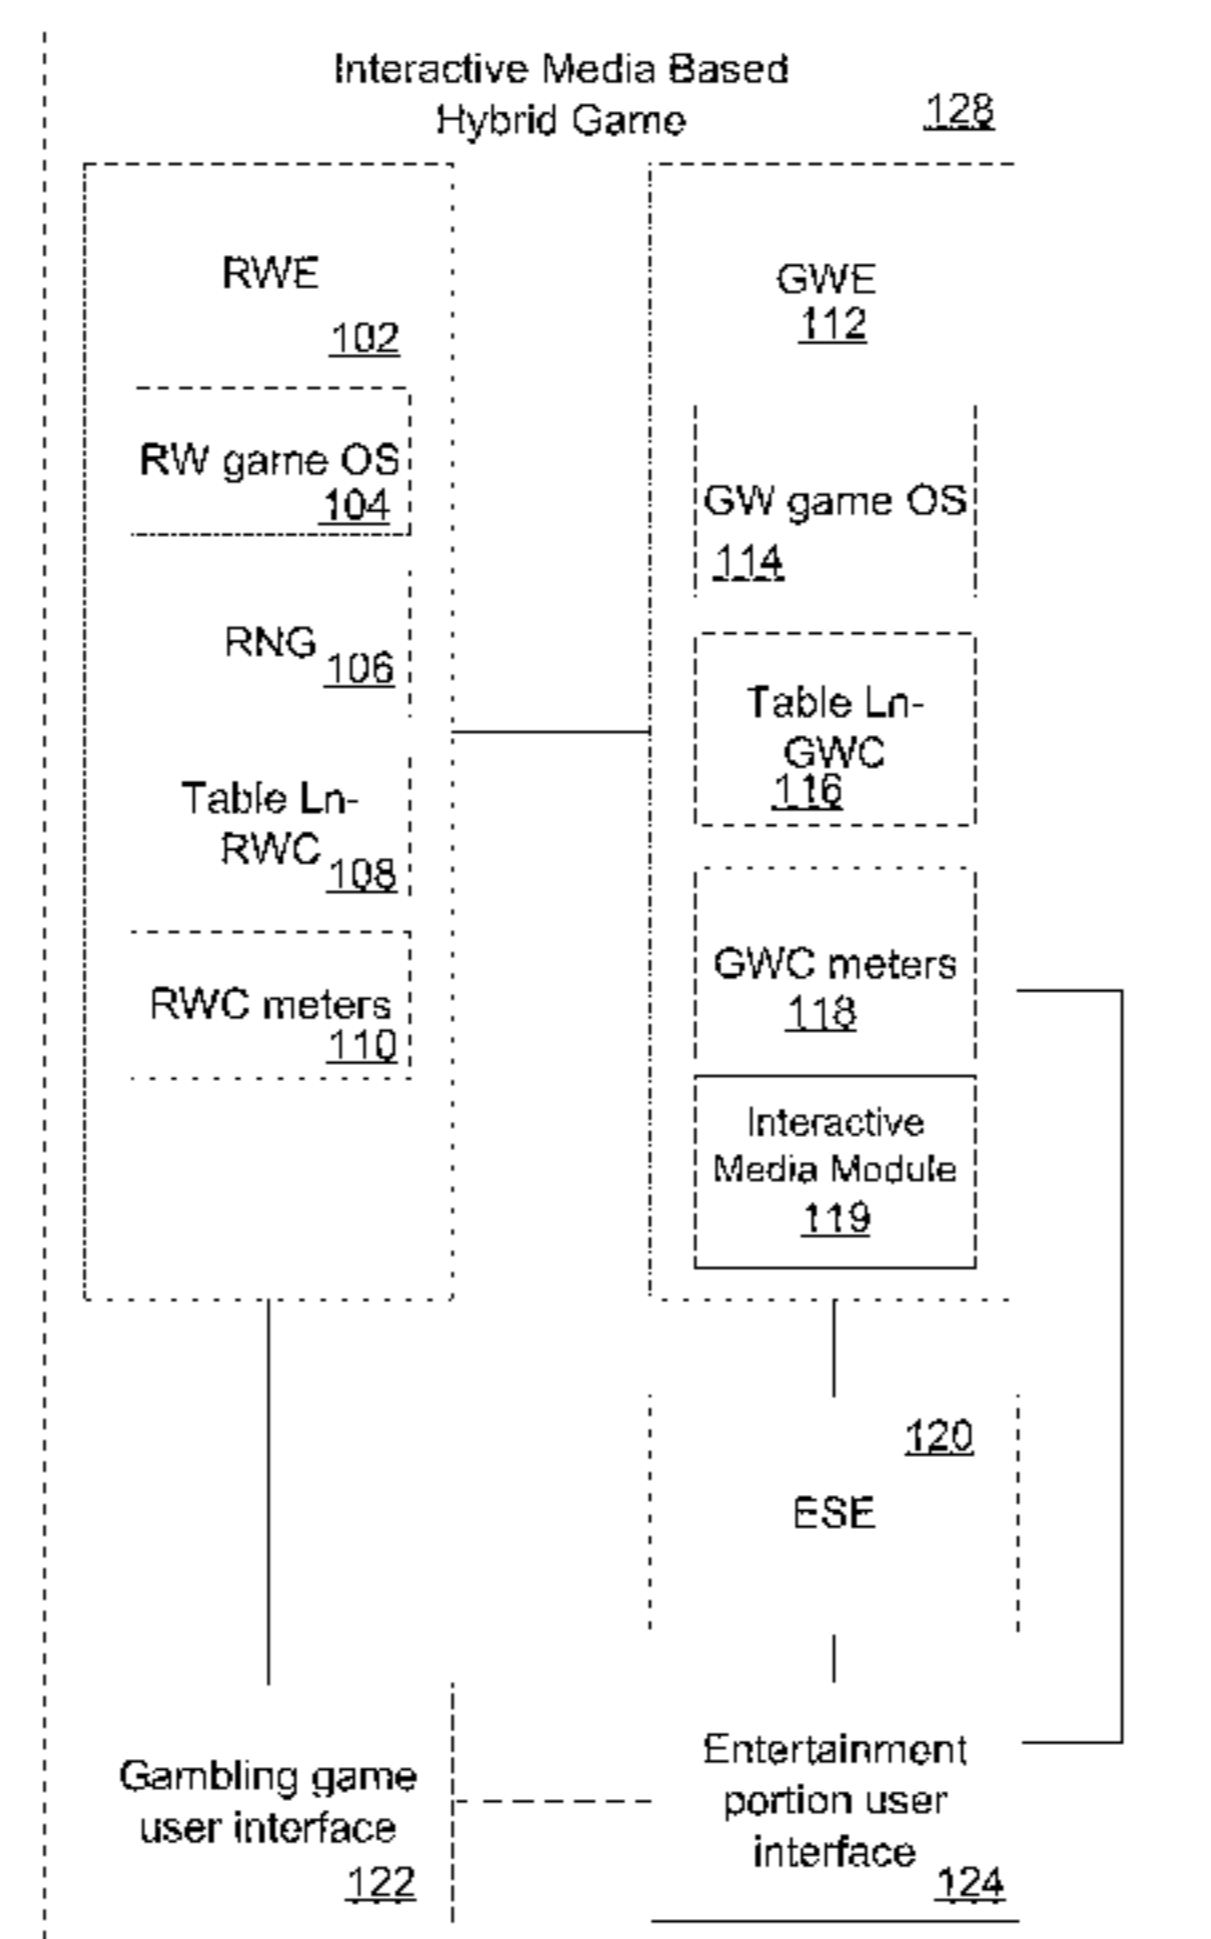 Interactive Media Based
Hybrid Game
128
RWE
102
RW game OS
104
RNG
106
Table Ln-
RWC
108
RWC meters
110
GWE
112
GW game OS
114
Table Ln-
GWC
116
GWC meters
118
Interactive
Media Module
119
120
ESE
Gambling game
user interface
122
Entertainment
portion user
interface
124